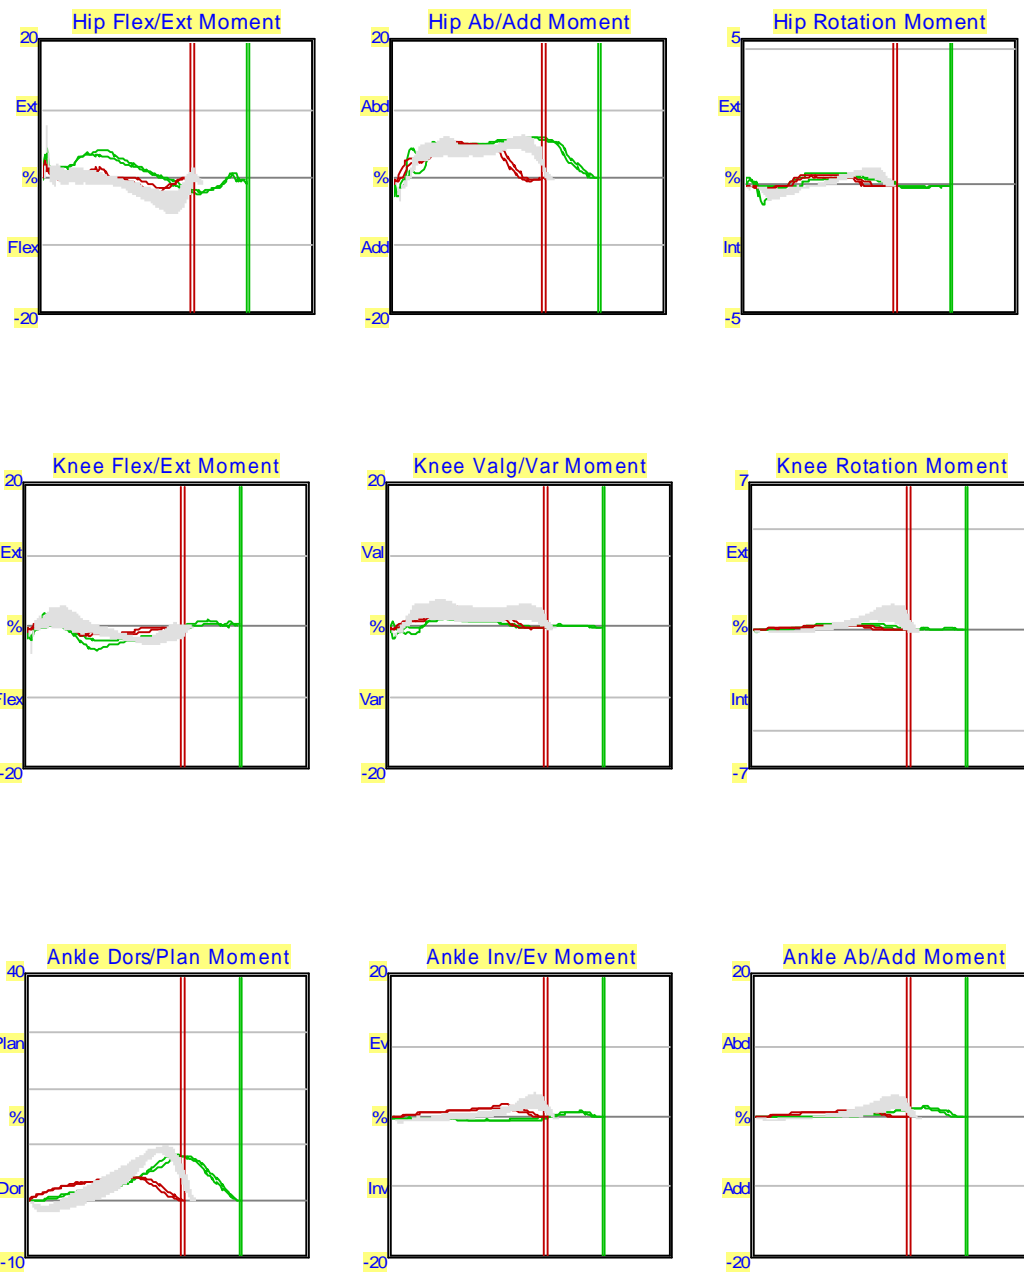 Hip Flex/Ext Moment
20
Ext
%
Flex
-20
Hip Ab/Add Moment
20
Abd
%
Add
-20
Hip Rotation Moment
5
Ext
%
Int
-5
Knee Flex/Ext Moment
20
Ext
%
Flex
-20
Knee Valg/Var Moment
20
Val
%
Var
-20
Knee Rotation Moment
7
Ext
%
Int
-7
Ankle Dors/Plan Moment
40
Plan
%
Dor
-10
Ankle Inv/Ev Moment
20
Ev
%
Inv
-20
Ankle Ab/Add Moment
20
Abd
%
Add
-20